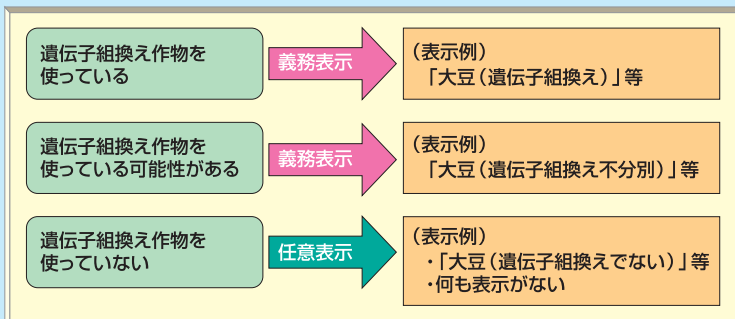 遺伝子組換え作物を
使っている
義務表示
（表示例）
「大豆（遺伝子組換え）」等
遺伝子組換え作物を
使っている可能性がある
義務表示
（表示例）
「大豆（遺伝子組換え不分別）」等
遺伝子組換え作物を
使っていない
任意表示
（表示例）
・「大豆（遺伝子組換えでない）」等
・何も表示がない